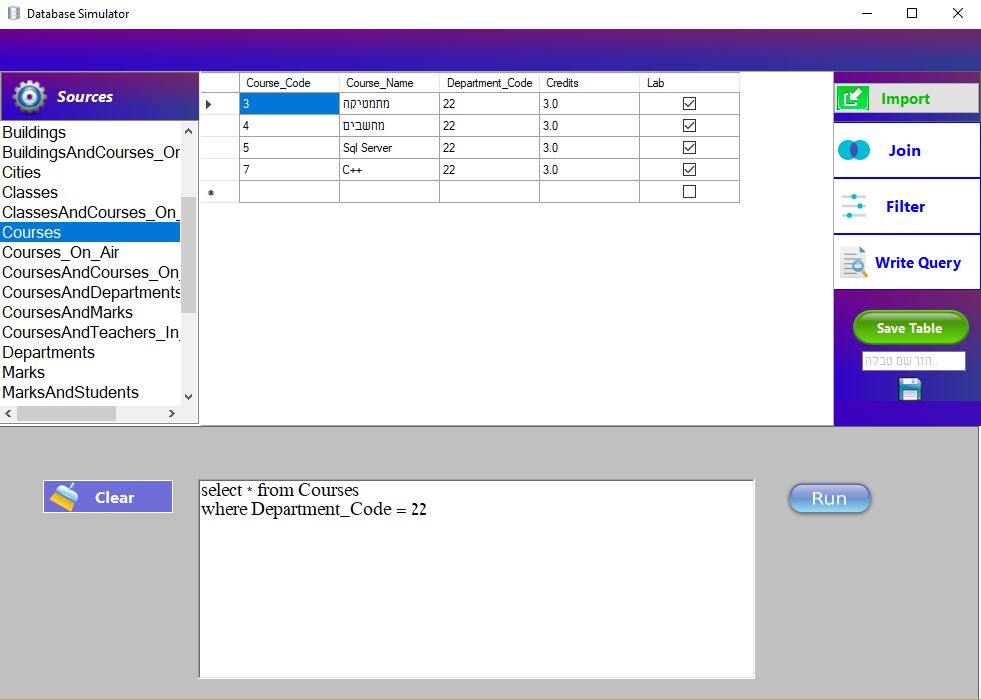 Database Simulator
Sources
Buildings
BuildingsAndCourses_Or
Cities
Classes
ClassesAndCourses_On_
Courses
Courses_On_Air
CoursesAndCourses_On_
CoursesAndDepartments
CoursesAndMarks
CoursesAndTeachers_In_
Departments
Marks
MarksAndStudents
Course_Code Course_Name Department_Code Credits Lab
3 מתמטיקה 22 3.0
4 מחשבים 22 3.0
5 Sql Server 22 3.0
7 C++ 22 3.0
Import
Join
Filter
Write Query
Save Table
הזן שם טבלה..
Clear
select * from Courses
where Department_Code = 22
Run